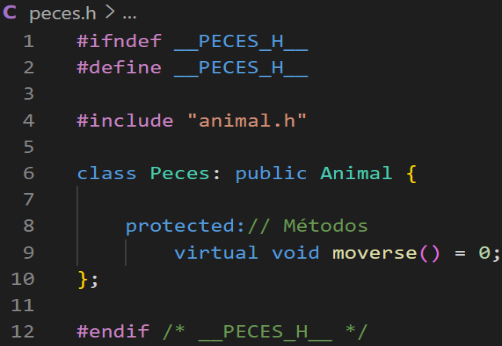 C peces.h > ...
1 #ifndef __PECES_H__
2 #define __PECES_H__
3
4 #include "animal.h"
5
6 class Peces: public Animal {
7
8 protected:// Métodos
9 virtual void moverse() = 0;
10 };
11
12 #endif /* __PECES_H__ */